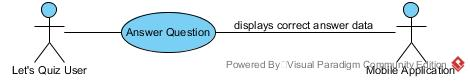 displays correct answer data
Answer Question
Powered By Visual Paradigm Community Edition
Let's Quiz User
Mobile Application